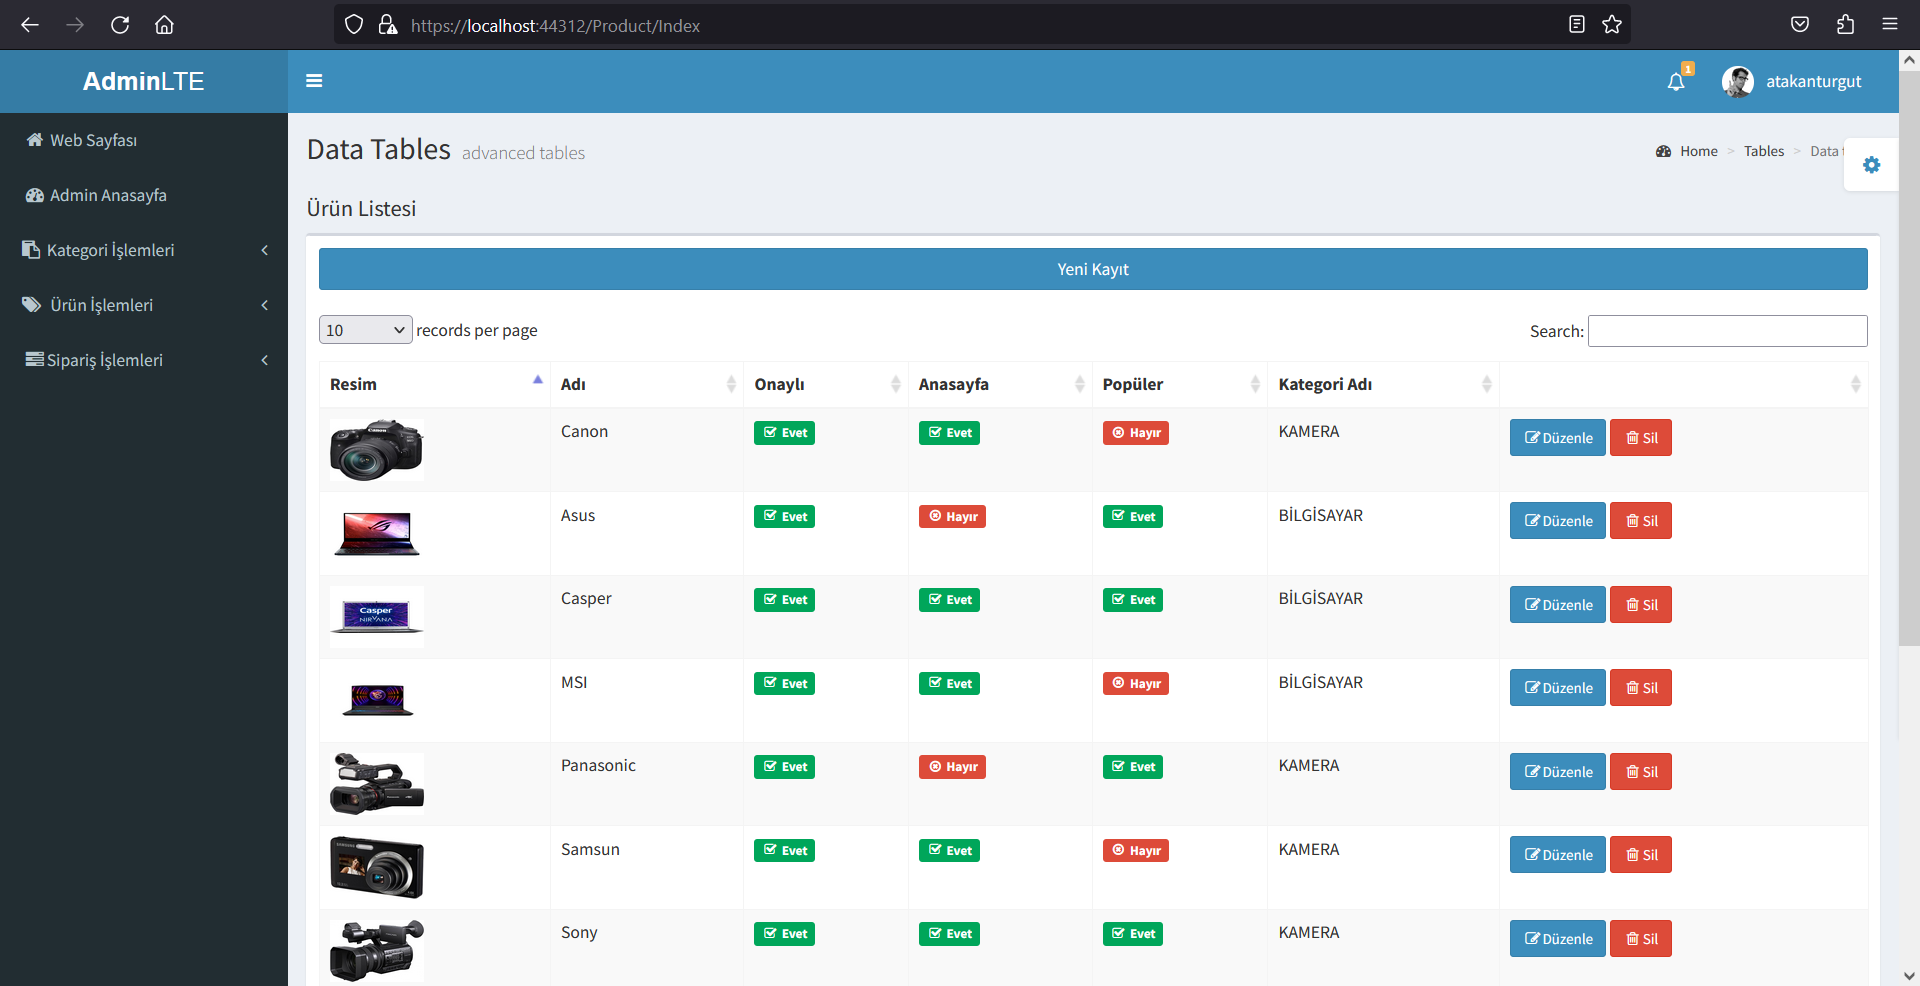 https://localhost:44312/Product/Index
AdminLTE
1
atakanturgut
Web Sayfası
Admin Anasayfa
Kategori İşlemleri
Ürün İşlemleri
Sipariş İşlemleri
Data Tables advanced tables
Home > Tables > Data
Ürün Listesi
Yeni Kayıt
10 records per page
Search:
Resim Adı Onaylı Anasayfa Popüler Kategori Adı
Canon Evet Evet Hayır KAMERA Düzenle Sil
Asus Evet Hayır Evet BİLGİSAYAR Düzenle Sil
Casper NIRVANA Casper Evet Evet Evet BİLGİSAYAR Düzenle Sil
MSI Evet Evet Hayır BİLGİSAYAR Düzenle Sil
Panasonic Evet Hayır Evet KAMERA Düzenle Sil
Samsun Evet Evet Hayır KAMERA Düzenle Sil
Sony Evet Evet Evet KAMERA Düzenle Sil